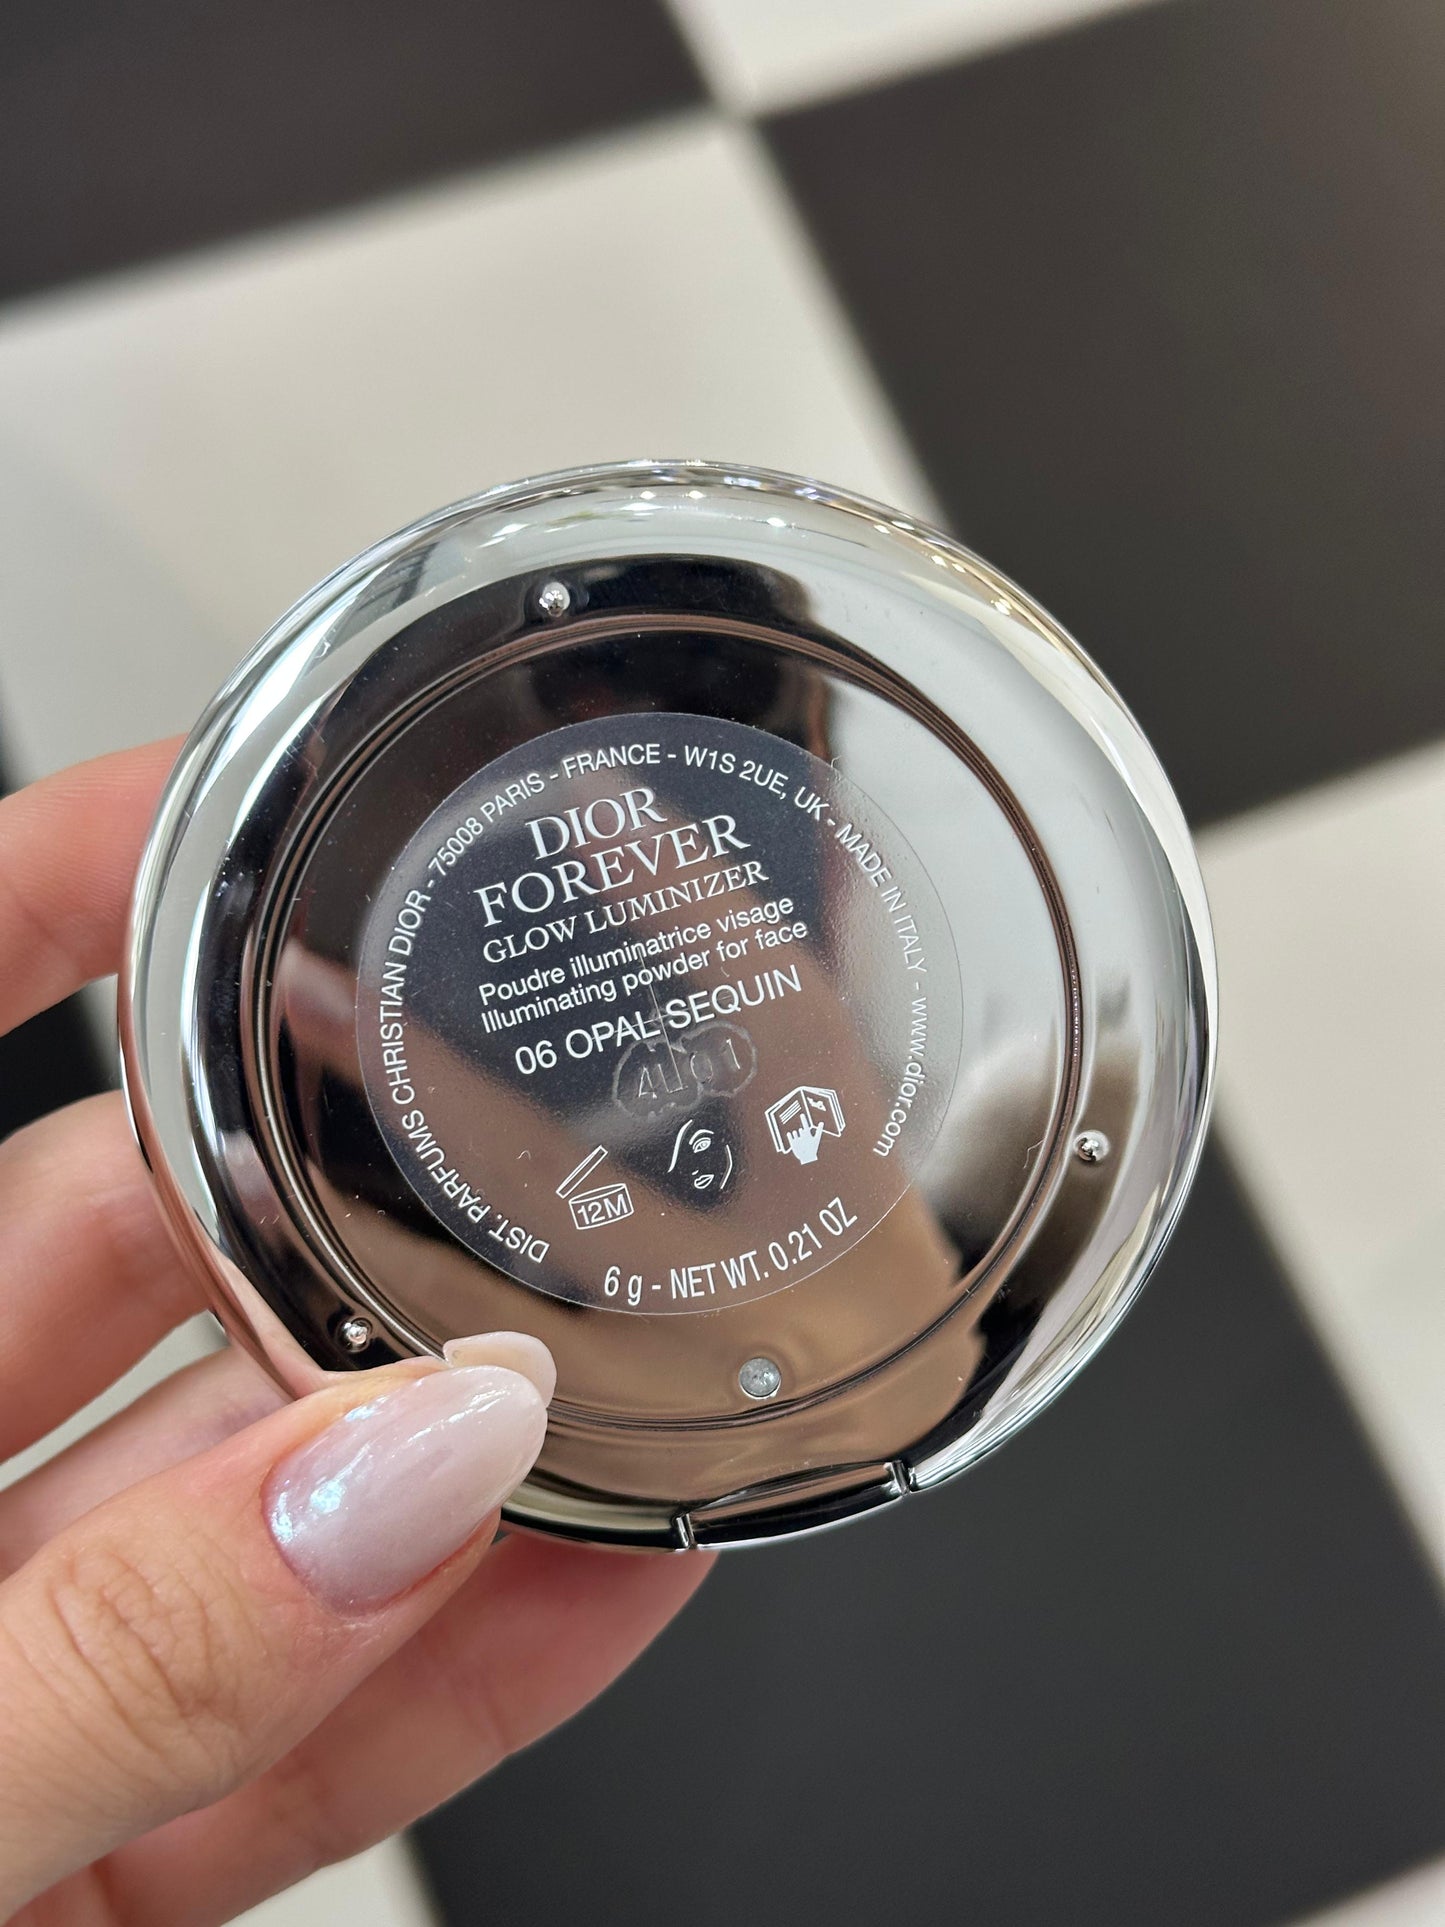 DIOR
FOREVER
GLOW LUMINIZER
Poudre illuminatrice visage
Illuminating powder for face
06 OPAL SEQUIN
12M
6 g - NET WT. 0.21 OZ
DIST. PARFUMS CHRISTIAN DIOR - 75008 PARIS - FRANCE - W1S 2UE, UK - MADE IN ITALY - www.dior.com